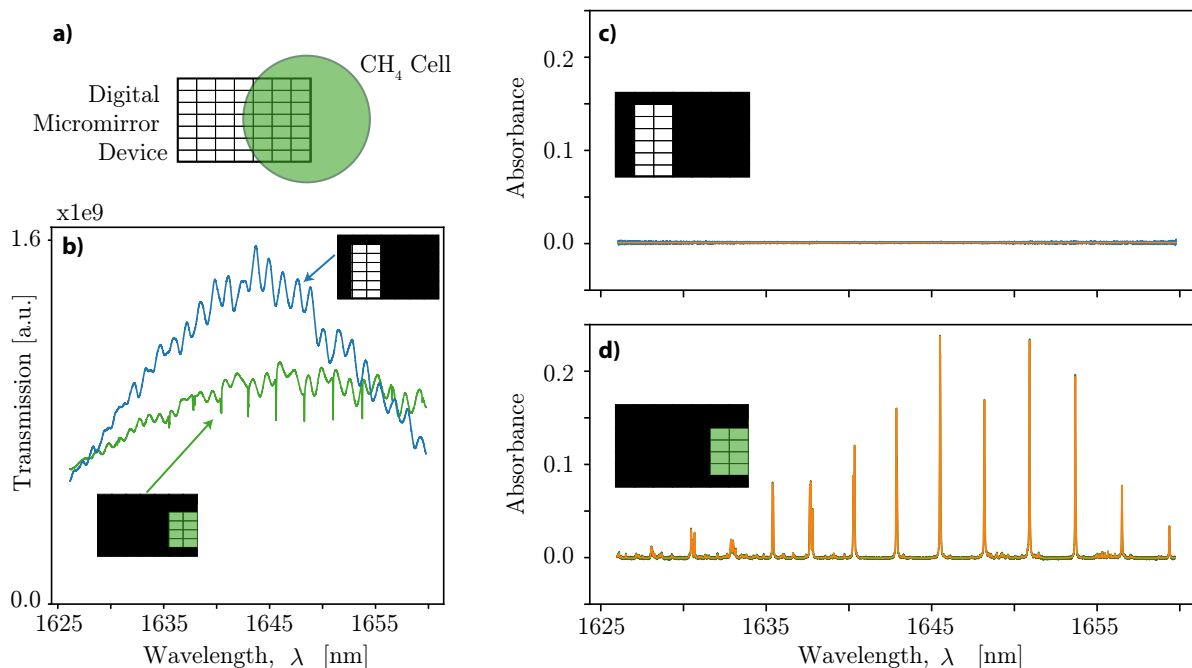 a)
CH₄ Cell
Digital
Micromirror
Device
x1e9
b)
1.6
0.0
Transmission [a.u.]
1625
1635
1645
1655
Wavelength, λ [nm]
c)
0.2
0.1
0.0
Absorbance
d)
0.2
0.1
0.0
Absorbance
1625
1635
1645
1655
Wavelength, λ [nm]